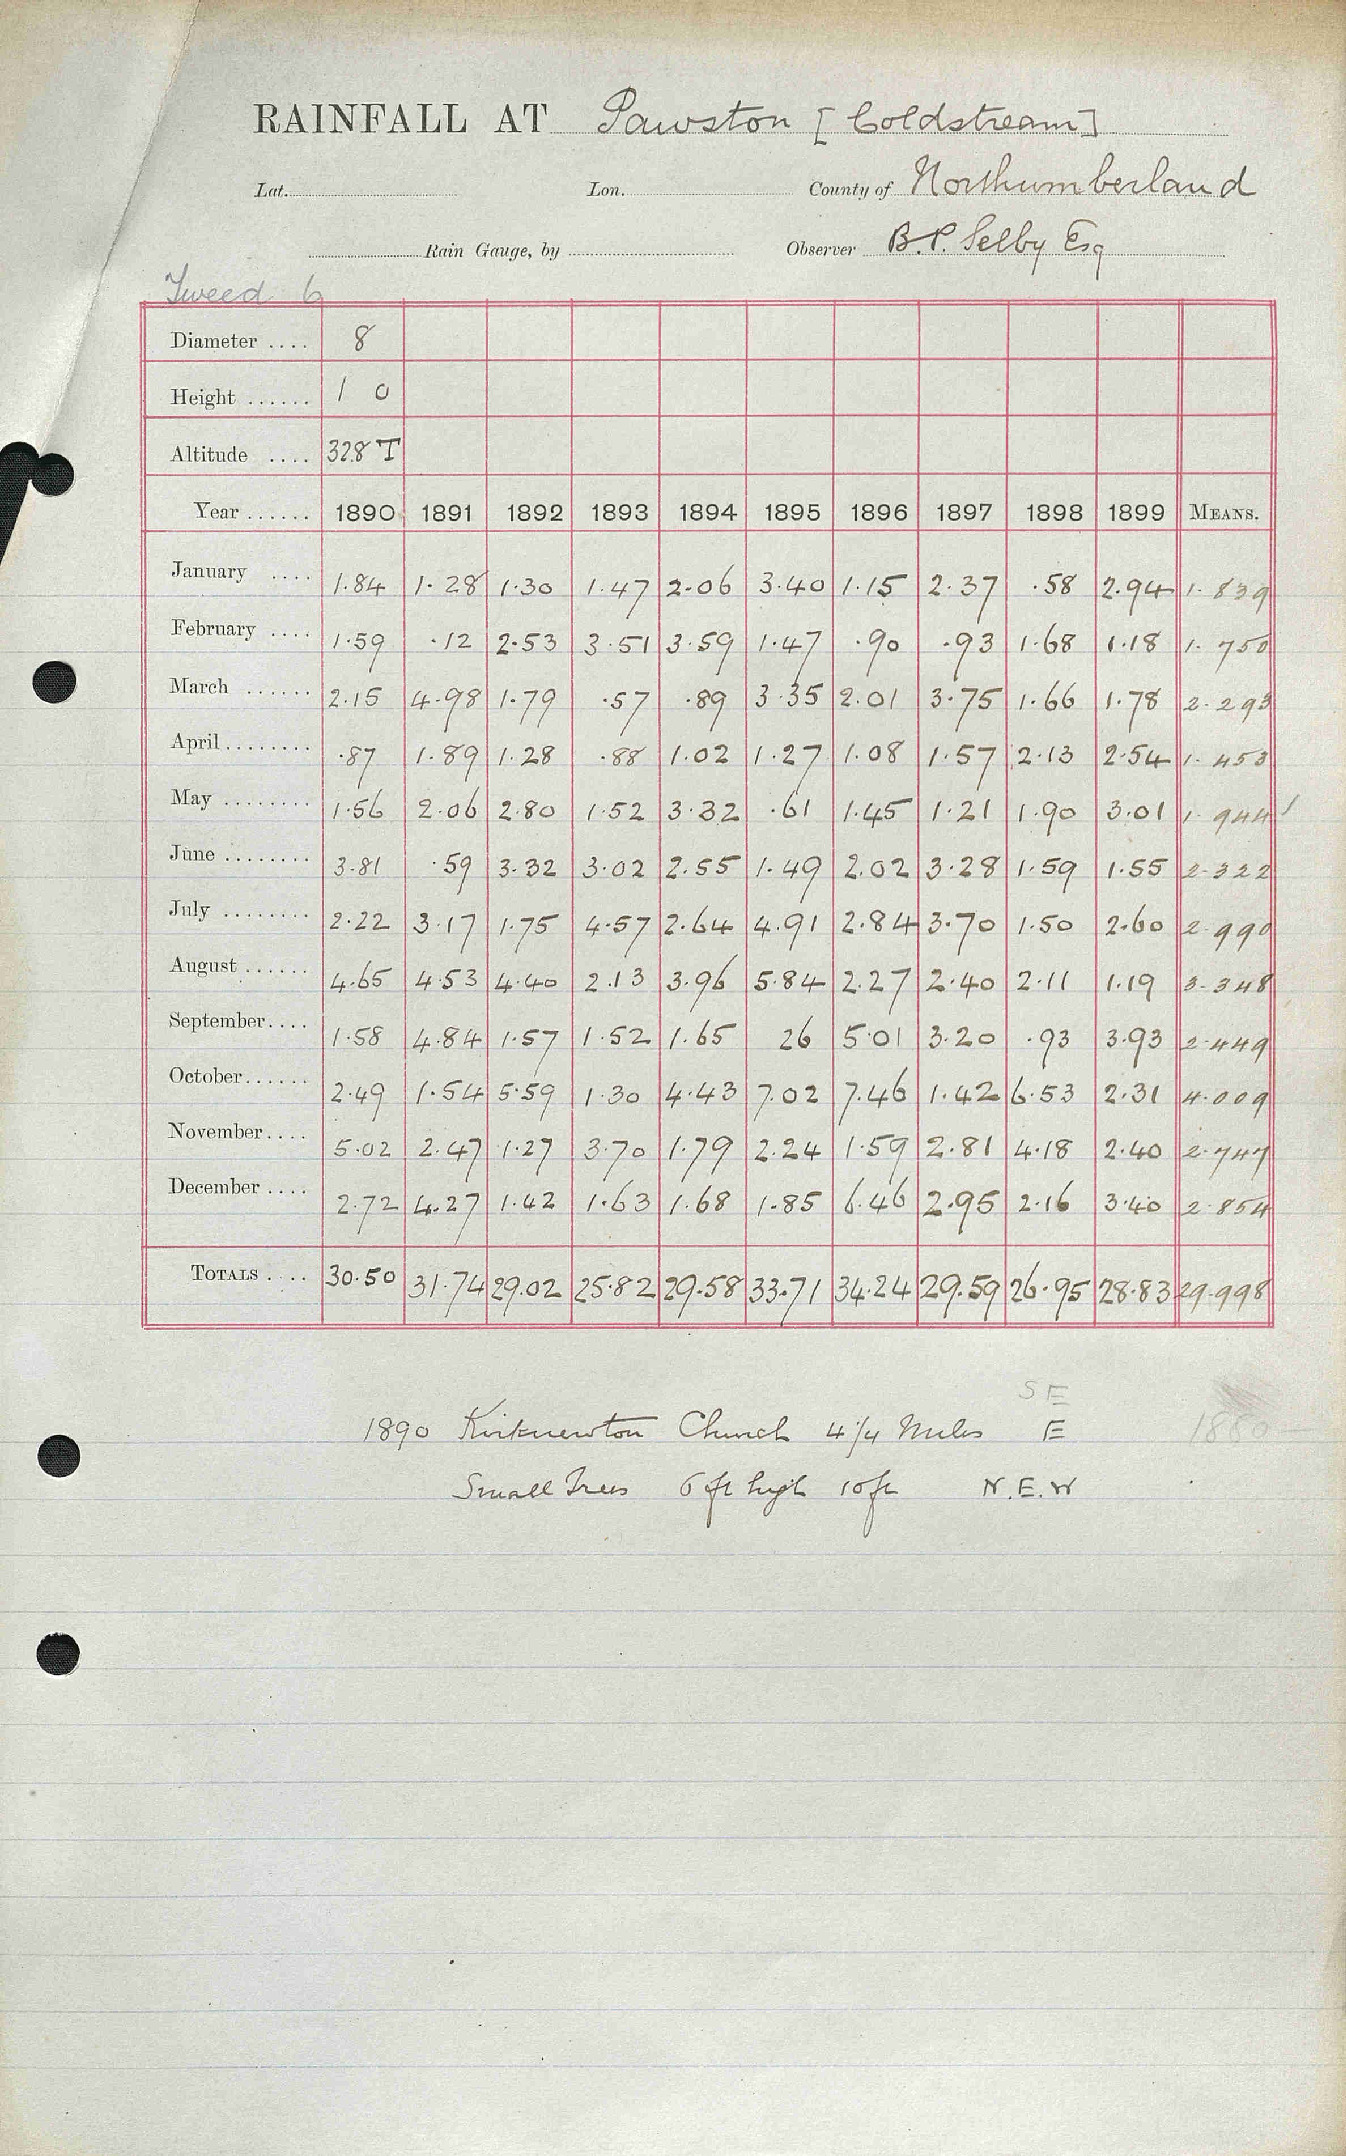 RAINFALL AT Pawston [Coldstream]
Lat. Lon. County of Northumberland
Rain Gauge, by Observer B.P. Selby Esq
Tweed 6
Diameter .... 8
Height ...... 1 0
Altitude .... 328 T
Year ...... 1890 1891 1892 1893 1894 1895 1896 1897 1898 1899 MEANS.
January .... 1.84 1.28 1.30 1.47 2.06 3.40 1.15 2.37 .58 2.94 1.839
February .... 1.59 .12 2.53 3.51 3.59 1.47 .90 .93 1.68 1.18 1.750
March ...... 2.15 4.98 1.79 .57 .89 3.35 2.01 3.75 1.66 1.78 2.293
April ........ .87 1.89 1.28 .88 1.02 1.27 1.08 1.57 2.13 2.54 1.453
May ........ 1.56 2.06 2.80 1.52 3.32 .61 1.45 1.21 1.90 3.01 1.944 /
June ........ 3.81 .59 3.32 3.02 2.55 1.49 2.02 3.28 1.59 1.55 2.322
July ........ 2.22 3.17 1.75 4.57 2.64 4.91 2.84 3.70 1.50 2.60 2.990
August ...... 4.65 4.53 4.40 2.13 3.96 5.84 2.27 2.40 2.11 1.19 3.348
September.... 1.58 4.84 1.57 1.52 1.65 26 5.01 3.20 .93 3.93 2.449
October...... 2.49 1.54 5.59 1.30 4.43 7.02 7.46 1.42 6.53 2.31 4.009
November.... 5.02 2.47 1.27 3.70 1.79 2.24 1.59 2.81 4.18 2.40 2.747
December .... 2.72 4.27 1.42 1.63 1.68 1.85 6.46 2.95 2.16 3.40 2.854
TOTALS .... 30.50 31.74 29.02 25.82 29.58 33.71 34.24 29.59 26.95 28.83 29.998
SE
1890 Kirknewton Church 4 1/4 Miles E 1880 —
Small Trees 6 ft high 10 ft N.E.W